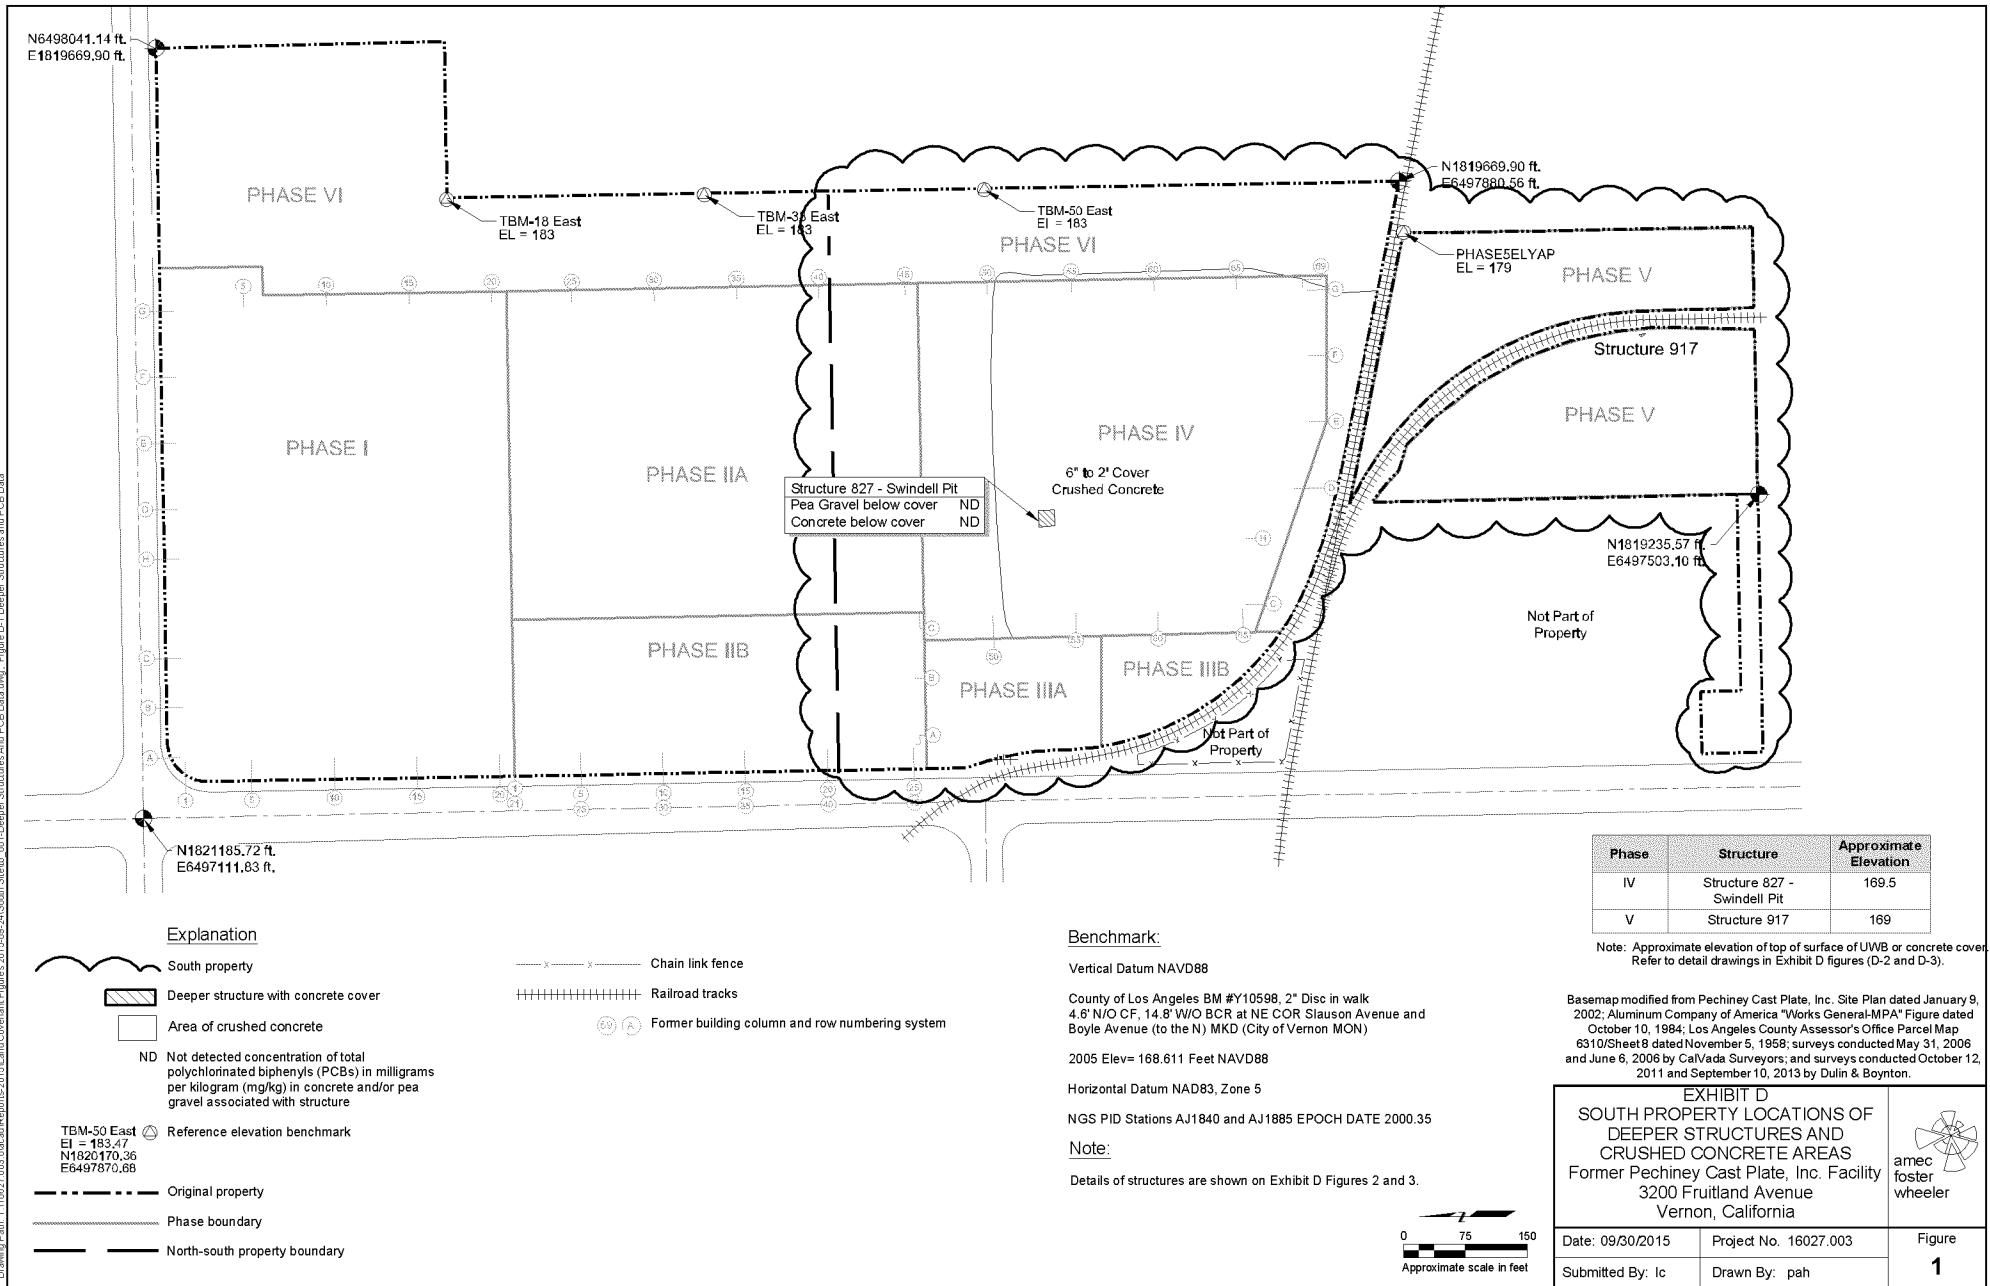 N6498041.14 ft.
E1819669.90 ft.
PHASE VI
TBM-18 East
EL = 183
TBM-33 East
EL = 183
TBM-50 East
El = 183
PHASE VI
N1819669.90 ft.
E6497880.56 ft.
PHASE5ELYAP
EL = 179
PHASE V
Structure 917
PHASE V
PHASE I
PHASE IIA
PHASE IV
6" to 2' Cover
Crushed Concrete
Structure 827 - Swindell Pit
Pea Gravel below cover ND
Concrete below cover ND
N1819235.57 ft.
E6497503.10 ft.
Not Part of
Property
PHASE IIB
PHASE IIIA
PHASE IIIB
Not Part of
Property
N1821185.72 ft.
E6497111.83 ft.
Phase Structure Approximate
Elevation
IV Structure 827 -
Swindell Pit 169.5
V Structure 917 169
Note: Approximate elevation of top of surface of UWB or concrete cover.
Refer to detail drawings in Exhibit D figures (D-2 and D-3).
Explanation
South property
Deeper structure with concrete cover
Area of crushed concrete
ND Not detected concentration of total
polychlorinated biphenyls (PCBs) in milligrams
per kilogram (mg/kg) in concrete and/or pea
gravel associated with structure
TBM-50 East
El = 183.47
N1820170.36
E6497870.68
Reference elevation benchmark
Original property
Phase boundary
North-south property boundary
Chain link fence
Railroad tracks
69 A Former building column and row numbering system
Benchmark:
Vertical Datum NAVD88
County of Los Angeles BM #Y10598, 2" Disc in walk
4.6' N/O CF, 14.8' W/O BCR at NE COR Slauson Avenue and
Boyle Avenue (to the N) MKD (City of Vernon MON)
2005 Elev= 168.611 Feet NAVD88
Horizontal Datum NAD83, Zone 5
NGS PID Stations AJ1840 and AJ1885 EPOCH DATE 2000.35
Note:
Details of structures are shown on Exhibit D Figures 2 and 3.
Basemap modified from Pechiney Cast Plate, Inc. Site Plan dated January 9,
2002; Aluminum Company of America "Works General-MPA" Figure dated
October 10, 1984; Los Angeles County Assessor's Office Parcel Map
6310/Sheet 8 dated November 5, 1958; surveys conducted May 31, 2006
and June 6, 2006 by CalVada Surveyors; and surveys conducted October 12,
2011 and September 10, 2013 by Dulin & Boynton.
0 75 150
Approximate scale in feet
EXHIBIT D
SOUTH PROPERTY LOCATIONS OF
DEEPER STRUCTURES AND
CRUSHED CONCRETE AREAS
Former Pechiney Cast Plate, Inc. Facility
3200 Fruitland Avenue
Vernon, California
amec
foster
wheeler
Date: 09/30/2015 Project No. 16027.003 Figure
Submitted By: lc Drawn By: pah 1